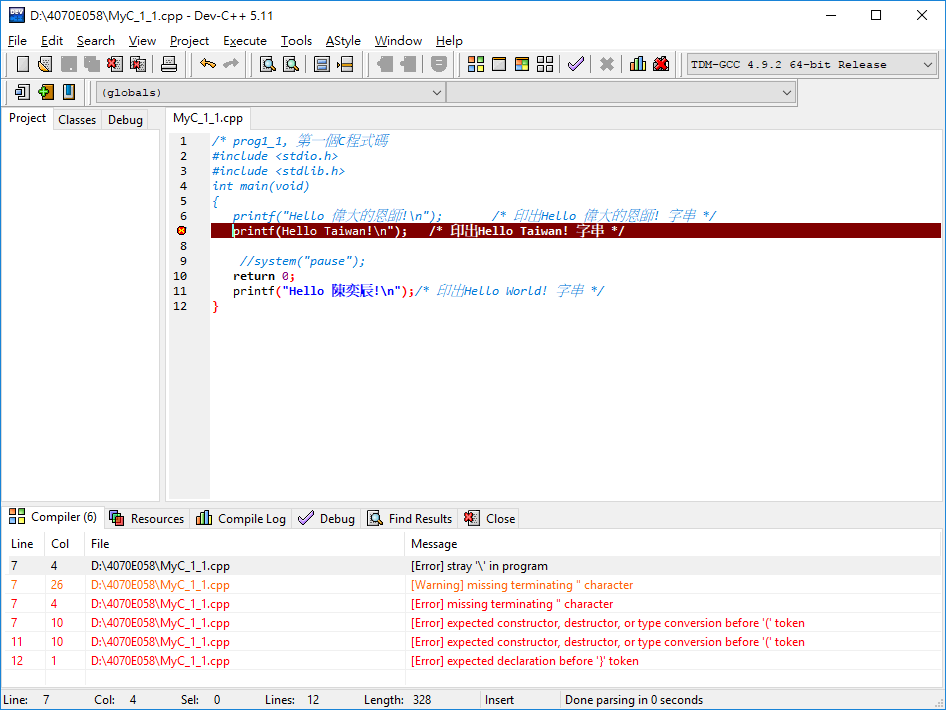 D:\4070E058\MyC_1_1.cpp - Dev-C++ 5.11
File Edit Search View Project Execute Tools AStyle Window Help
TDM-GCC 4.9.2 64-bit Release
(globals)
Project Classes Debug MyC_1_1.cpp
1 /* prog1_1, 第一個C程式碼
2 #include <stdio.h>
3 #include <stdlib.h>
4 int main(void)
5 {
6 printf("Hello 偉大的恩師!\n"); /* 印出Hello 偉大的恩師! 字串 */
printf(Hello Taiwan!\n"); /* 印出Hello Taiwan! 字串 */
8
9 //system("pause");
10 return 0;
11 printf("Hello 陳奕辰!\n");/* 印出Hello World! 字串 */
12 }
Compiler (6) Resources Compile Log Debug Find Results Close
Line Col File Message
7 4 D:\4070E058\MyC_1_1.cpp [Error] stray '\' in program
7 26 D:\4070E058\MyC_1_1.cpp [Warning] missing terminating " character
7 4 D:\4070E058\MyC_1_1.cpp [Error] missing terminating " character
7 10 D:\4070E058\MyC_1_1.cpp [Error] expected constructor, destructor, or type conversion before '(' token
11 10 D:\4070E058\MyC_1_1.cpp [Error] expected constructor, destructor, or type conversion before '(' token
12 1 D:\4070E058\MyC_1_1.cpp [Error] expected declaration before '}' token
Line: 7 Col: 4 Sel: 0 Lines: 12 Length: 328 Insert Done parsing in 0 seconds